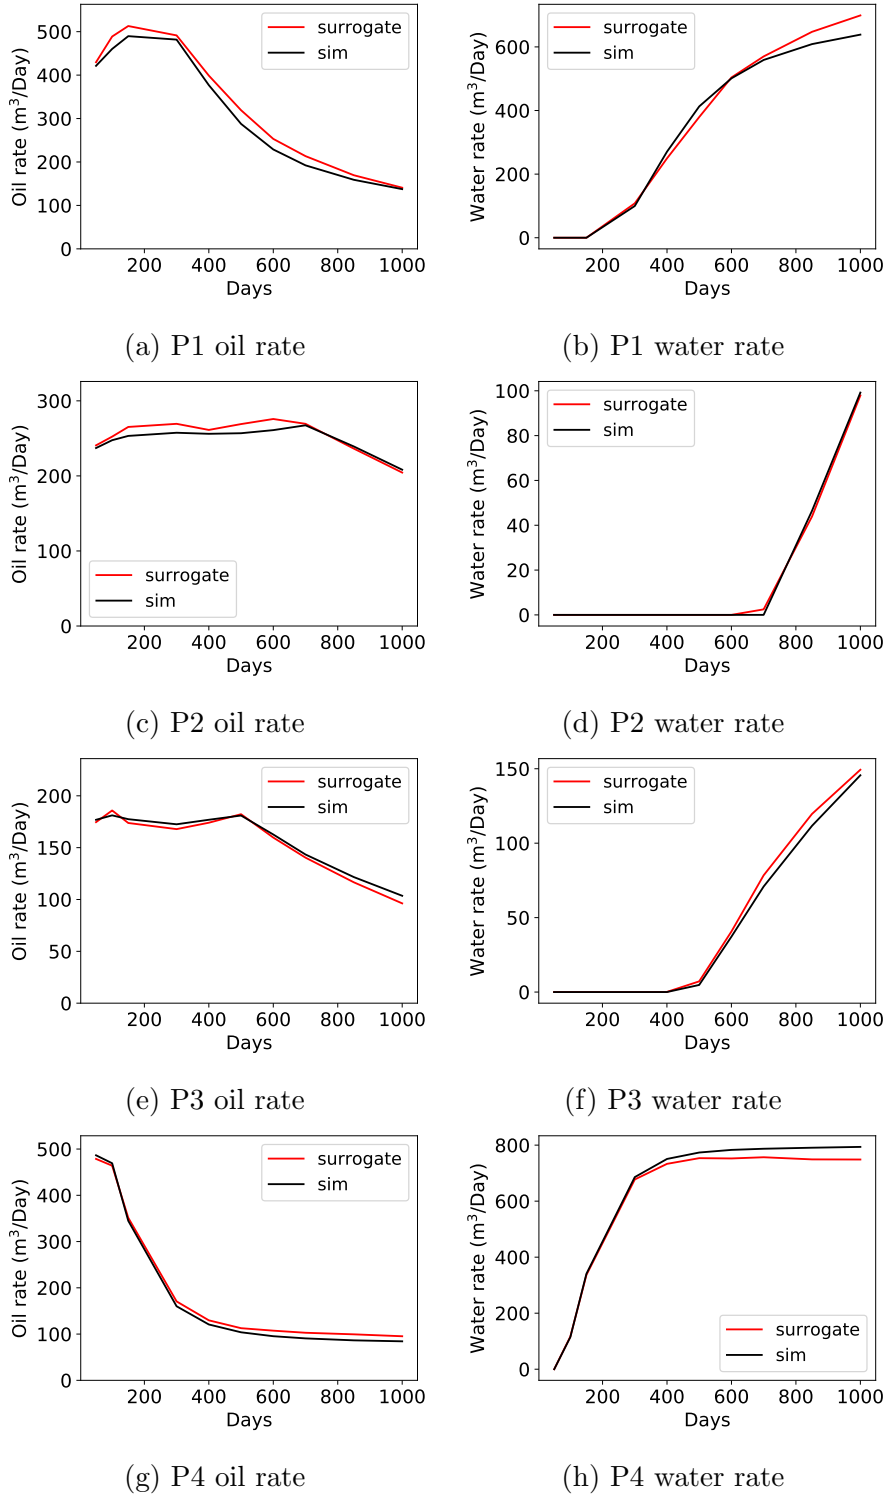 Oil rate (m³/Day)
500
400
300
200
100
0
surrogate
sim
200 400 600 800 1000
Days
(a) P1 oil rate
Water rate (m³/Day)
600
400
200
0
surrogate
sim
200 400 600 800 1000
Days
(b) P1 water rate
Oil rate (m³/Day)
300
200
100
0
surrogate
sim
200 400 600 800 1000
Days
(c) P2 oil rate
Water rate (m³/Day)
100
80
60
40
20
0
surrogate
sim
200 400 600 800 1000
Days
(d) P2 water rate
Oil rate (m³/Day)
200
150
100
50
0
surrogate
sim
200 400 600 800 1000
Days
(e) P3 oil rate
Water rate (m³/Day)
150
100
50
0
surrogate
sim
200 400 600 800 1000
Days
(f) P3 water rate
Oil rate (m³/Day)
500
400
300
200
100
0
surrogate
sim
200 400 600 800 1000
Days
(g) P4 oil rate
Water rate (m³/Day)
800
600
400
200
0
surrogate
sim
200 400 600 800 1000
Days
(h) P4 water rate